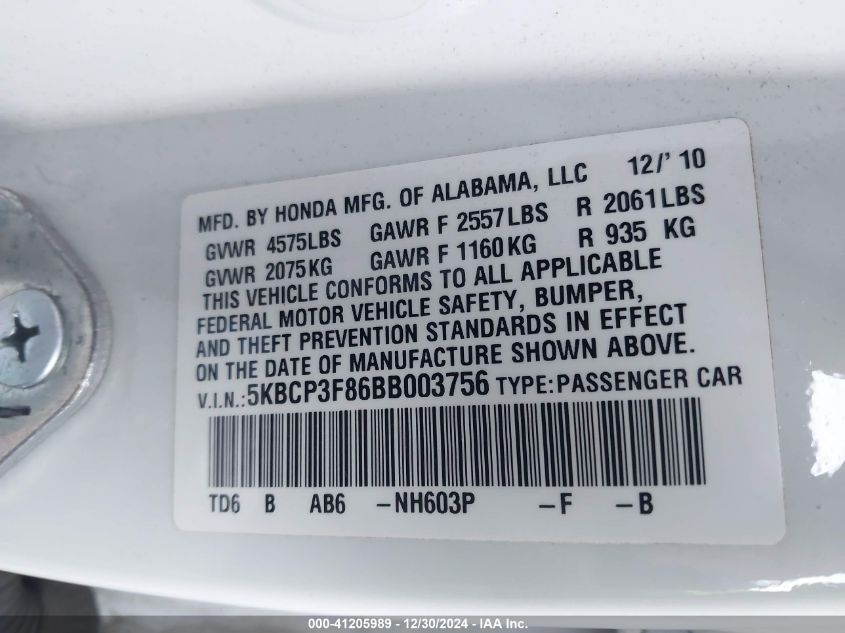 MFD. BY HONDA MFG. OF ALABAMA, LLC 12/'10
GVWR 4575LBS GAWR F 2557LBS R 2061LBS
GVWR 2075KG GAWR F 1160KG R 935 KG
THIS VEHICLE CONFORMS TO ALL APPLICABLE
FEDERAL MOTOR VEHICLE SAFETY, BUMPER,
AND THEFT PREVENTION STANDARDS IN EFFECT
ON THE DATE OF MANUFACTURE SHOWN ABOVE.
V.I.N.:5KBCP3F86BB003756 TYPE:PASSENGER CAR
TD6 B AB6 -NH603P -F -B
000-41205989 - 12/30/2024 - IAA Inc.